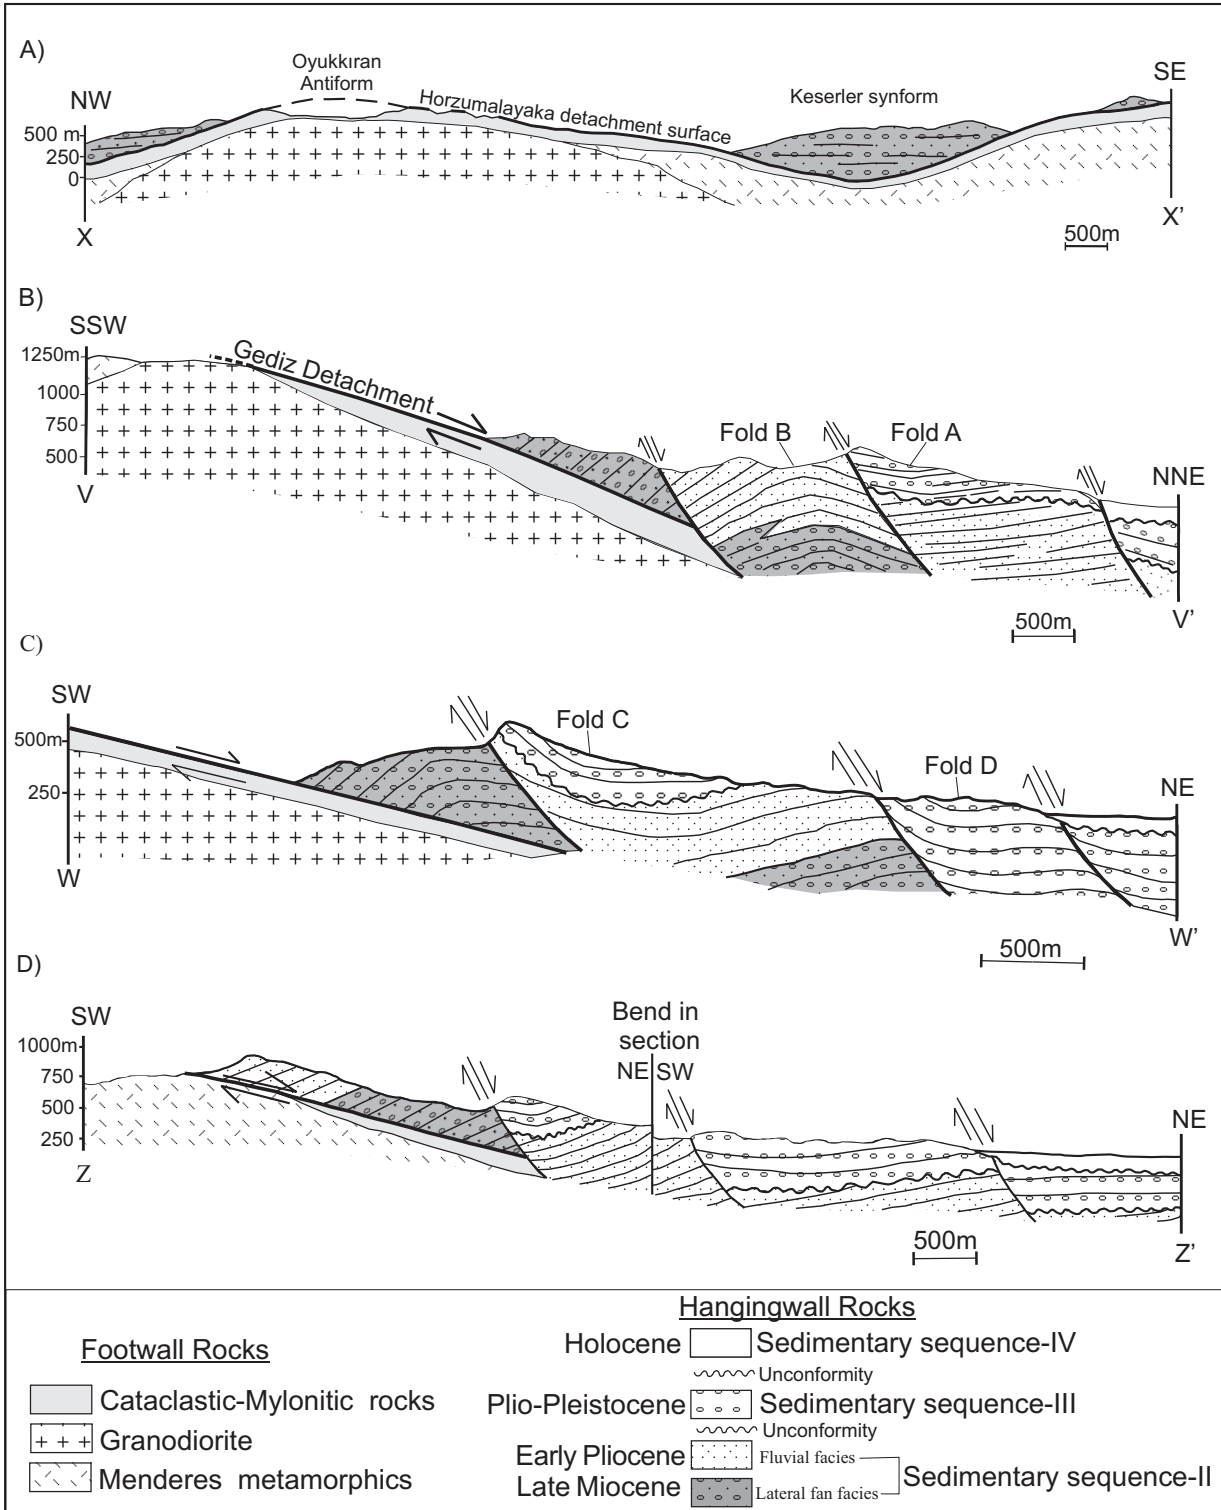 A)
Oyukkıran
Antiform
NW
Horzumalayaka detachment surface
Keserler synform
SE
500 m
250
0
X
X’
500m
B)
SSW
1250m
1000
750
500
V
Gediz Detachment
Fold B
Fold A
NNE
V’
500m
C)
SW
500m
250
W
Fold C
Fold D
NE
W’
500m
D)
SW
1000m
750
500
250
Z
Bend in
section
NE SW
NE
Z’
500m
Footwall Rocks
Cataclastic-Mylonitic rocks
Granodiorite
Menderes metamorphics
Hangingwall Rocks
Holocene Sedimentary sequence-IV
Unconformity
Plio-Pleistocene Sedimentary sequence-III
Unconformity
Early Pliocene Fluvial facies
Sedimentary sequence-II
Late Miocene Lateral fan facies